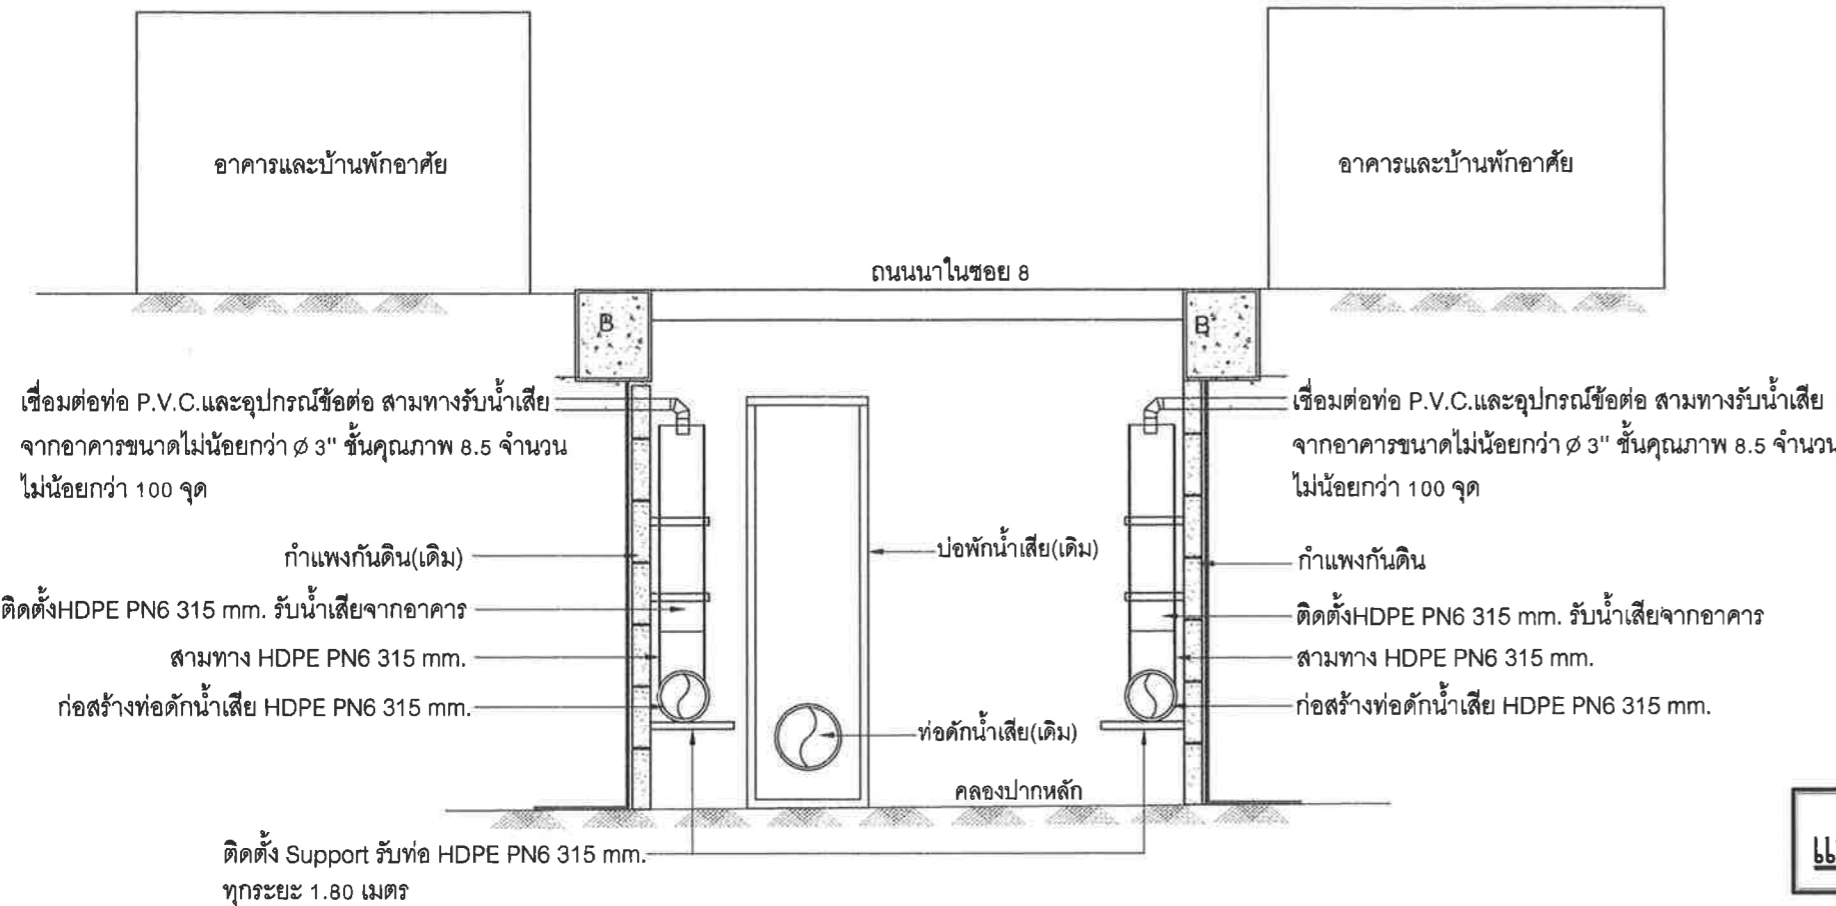 อาคารและบ้านพักอาศัย
อาคารและบ้านพักอาศัย
ถนนนาในซอย 8
B
B
เชื่อมต่อท่อ P.V.C.และอุปกรณ์ข้อต่อ สามทางรับน้ำเสีย
จากอาคารขนาดไม่น้อยกว่า ø 3" ชั้นคุณภาพ 8.5 จำนวน
ไม่น้อยกว่า 100 จุด
กำแพงกันดิน(เดิม)
ติดตั้งHDPE PN6 315 mm. รับน้ำเสียจากอาคาร
สามทาง HDPE PN6 315 mm.
ก่อสร้างท่อดักน้ำเสีย HDPE PN6 315 mm.
บ่อพักน้ำเสีย(เดิม)
ท่อดักน้ำเสีย(เดิม)
คลองปากหลัก
เชื่อมต่อท่อ P.V.C.และอุปกรณ์ข้อต่อ สามทางรับน้ำเสีย
จากอาคารขนาดไม่น้อยกว่า ø 3" ชั้นคุณภาพ 8.5 จำนวน
ไม่น้อยกว่า 100 จุด
กำแพงกันดิน
ติดตั้งHDPE PN6 315 mm. รับน้ำเสียจากอาคาร
สามทาง HDPE PN6 315 mm.
ก่อสร้างท่อดักน้ำเสีย HDPE PN6 315 mm.
ติดตั้ง Support รับท่อ HDPE PN6 315 mm.
ทุกระยะ 1.80 เมตร